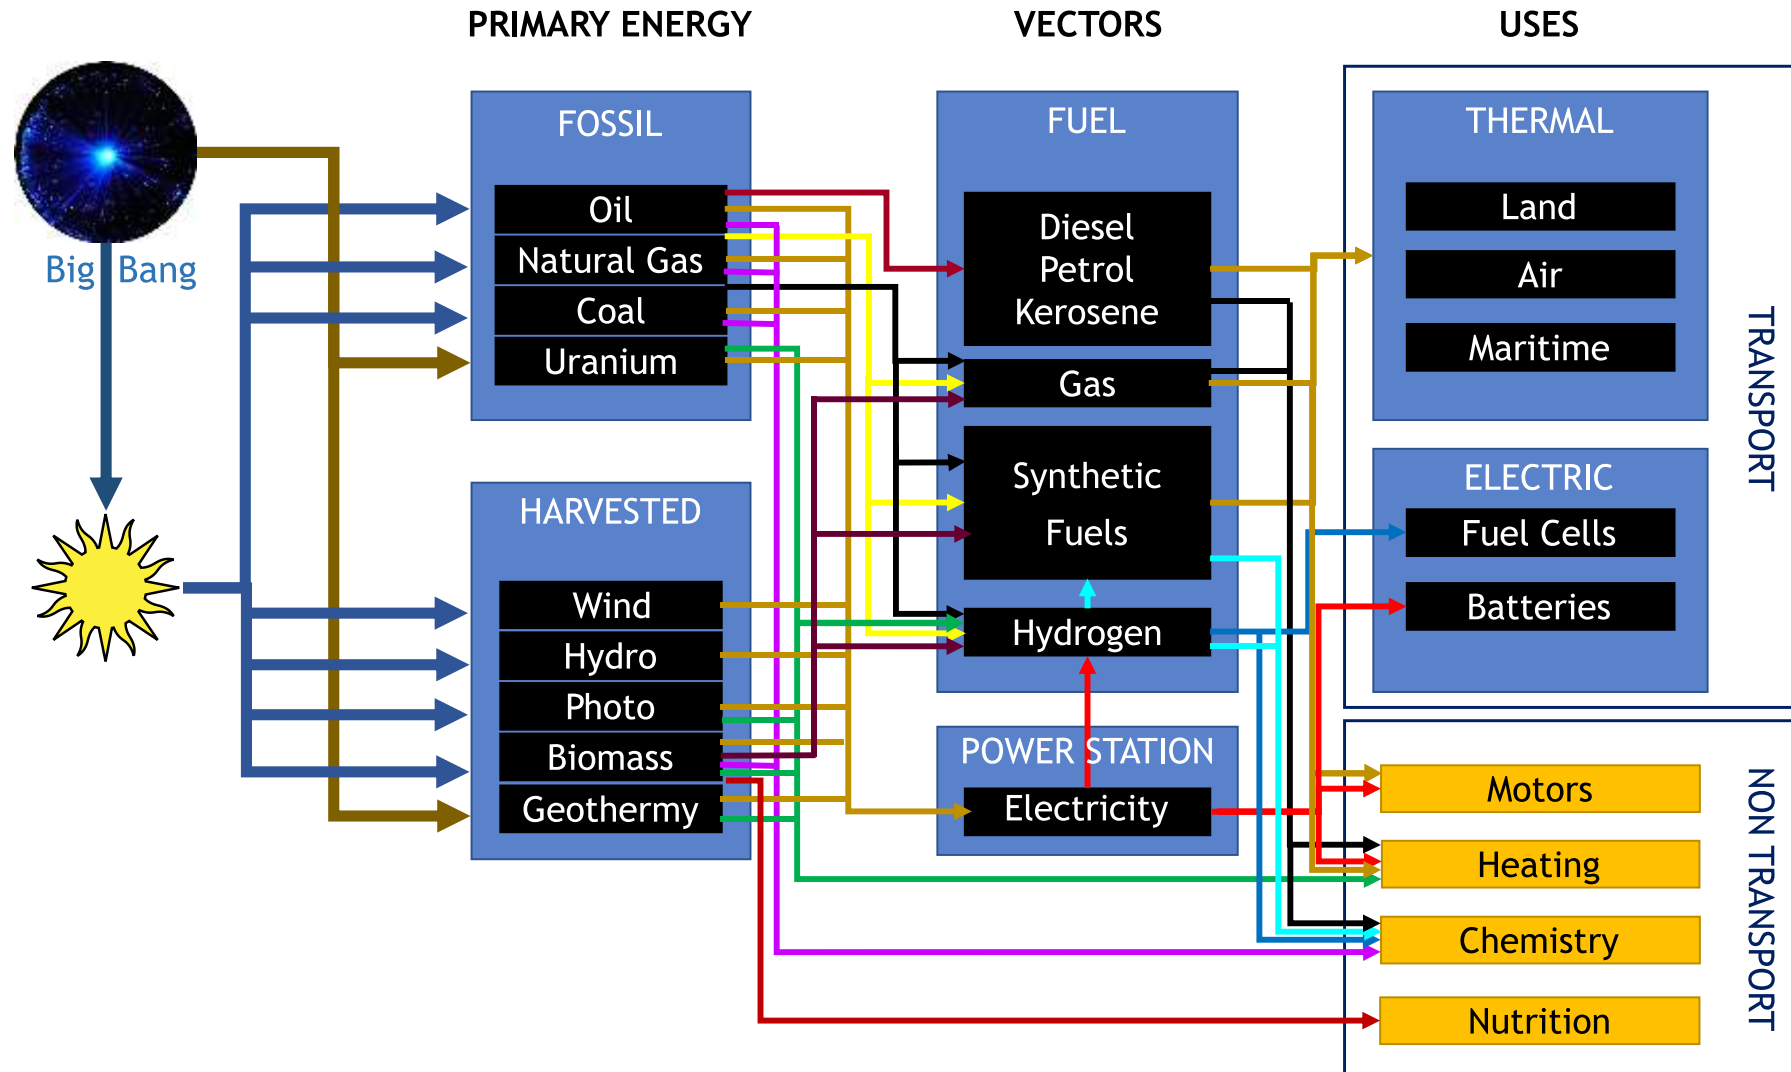 PRIMARY ENERGY
VECTORS
USES
Big Bang
FOSSIL
Oil
Natural Gas
Coal
Uranium
HARVESTED
Wind
Hydro
Photo
Biomass
Geothermy
FUEL
Diesel
Petrol
Kerosene
Gas
Synthetic
Fuels
Hydrogen
POWER STATION
Electricity
THERMAL
Land
Air
Maritime
ELECTRIC
Fuel Cells
Batteries
TRANSPORT
Motors
Heating
Chemistry
Nutrition
NON TRANSPORT